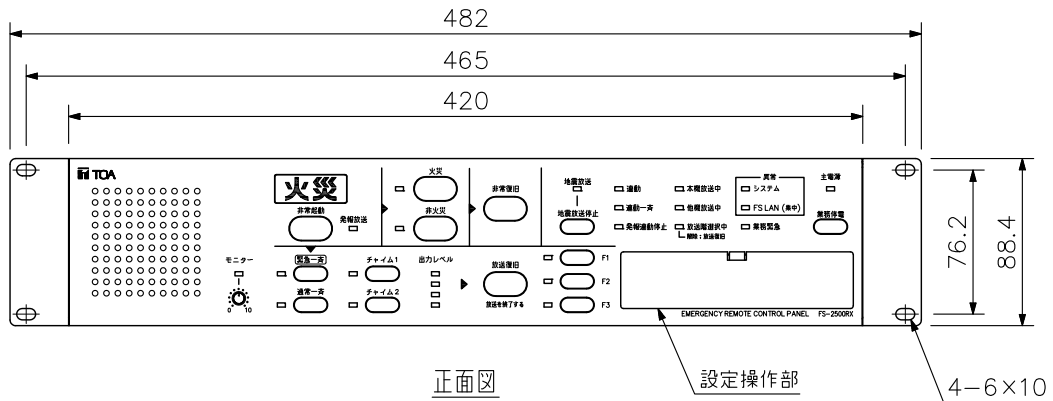 482
465
420
TOA
火災
非常起動
発報放送
火災
非火災
非常復旧
地震放送
地震放送停止
連動
連動一斉
発報連動停止
本機放送中
他機放送中
放送階選択中
解除:放送復旧
異常
システム
FS LAN (集中)
業務緊急
主電源
業務停電
モニター
0 10
緊急一斉
通常一斉
チャイム1
チャイム2
出力レベル
放送復旧
放送を終了する
F1
F2
F3
EMERGENCY REMOTE CONTROL PANEL FS-2500RX
76.2
88.4
正面図
設定操作部
4-6×10